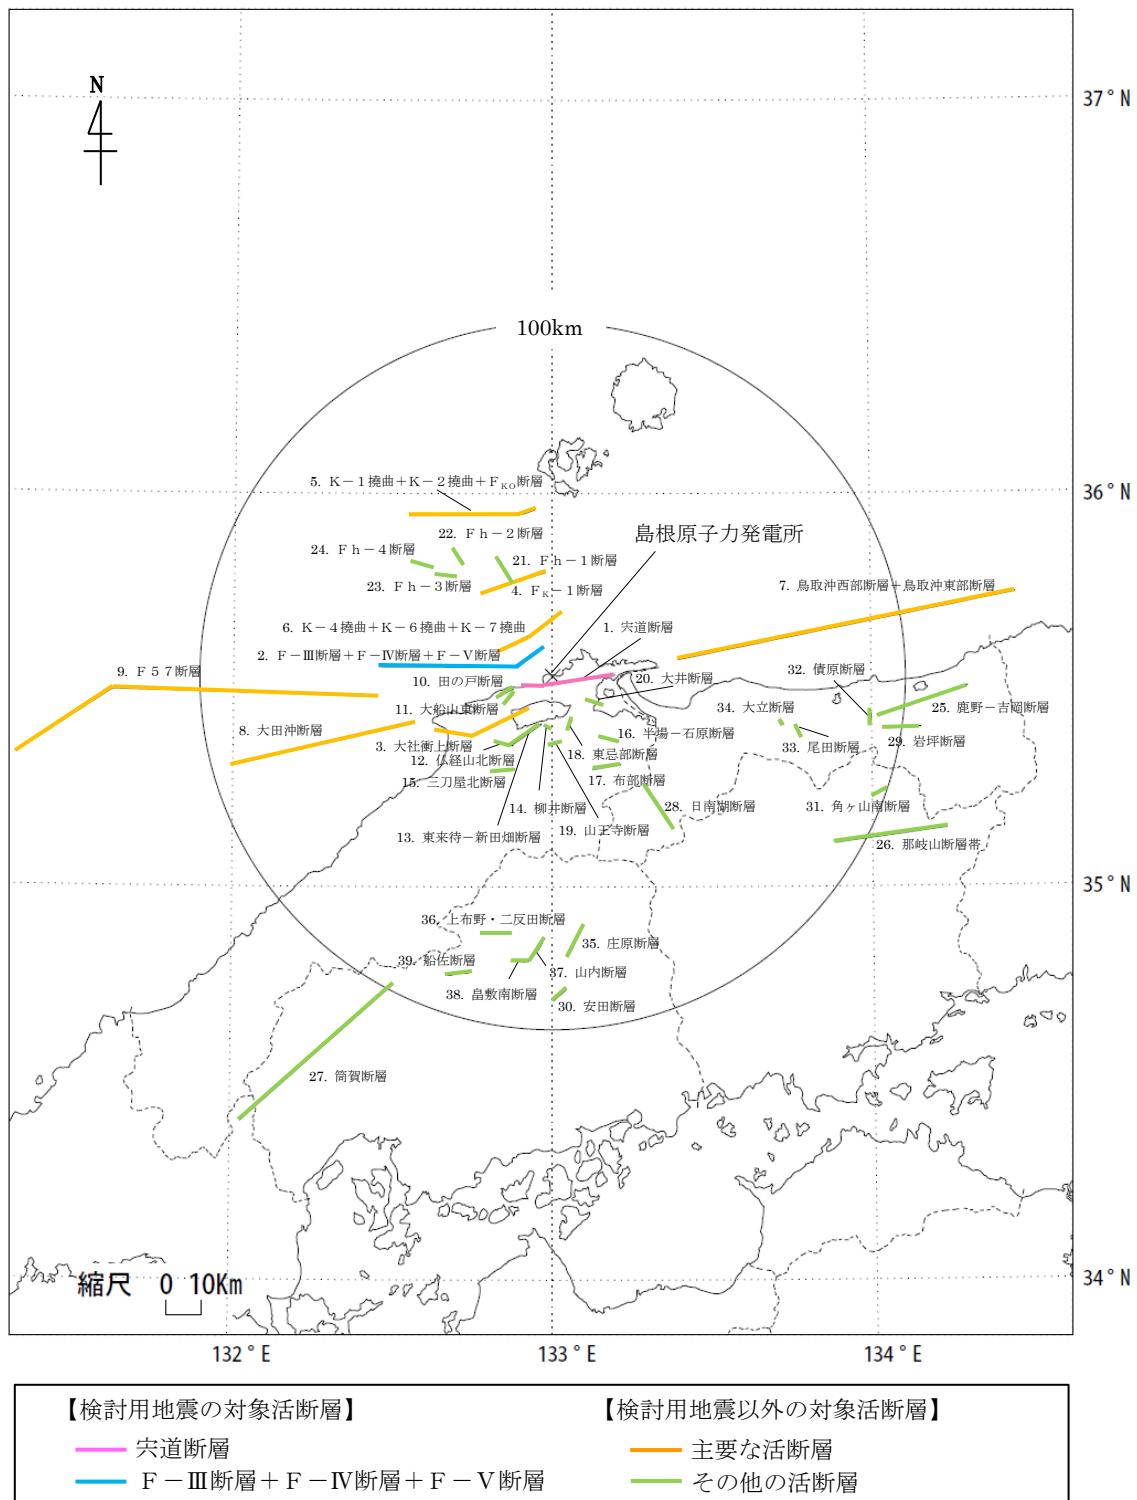 N
37°N
100km
5. K－1撓曲＋K－2撓曲＋FKO断層
36°N
22. Fh－2断層
島根原子力発電所
24. Fh－4断層
21. Fh－1断層
23. Fh－3断層
4. FK－1断層
7. 鳥取沖西部断層＋鳥取沖東部断層
6. K－4撓曲＋K－6撓曲＋K－7撓曲
1. 宍道断層
2. F－Ⅲ断層＋F－Ⅳ断層＋F－Ⅴ断層
9. F57断層
32. 債原断層
10. 田の戸断層
20. 大井断層
11. 大船山東断層
34. 大立断層
25. 鹿野－吉岡断層
8. 大田沖断層
16. 半場－石原断層
3. 大社衝上断層
33. 尾田断層
29. 岩坪断層
18. 東忌部断層
12. 仏経山北断層
15. 三刀屋北断層
17. 布部断層
14. 柳井断層
28. 日南湖断層
31. 角ヶ山南断層
19. 山王寺断層
13. 東来待－新田畑断層
26. 那岐山断層帯
35°N
36. 上布野・二反田断層
35. 庄原断層
39. 船佐断層
37. 山内断層
38. 畠敷南断層
30. 安田断層
27. 筒賀断層
34°N
縮尺 0 10Km
132°E 133°E 134°E
【検討用地震の対象活断層】 【検討用地震以外の対象活断層】
宍道断層 主要な活断層
F－Ⅲ断層＋F－Ⅳ断層＋F－Ⅴ断層 その他の活断層